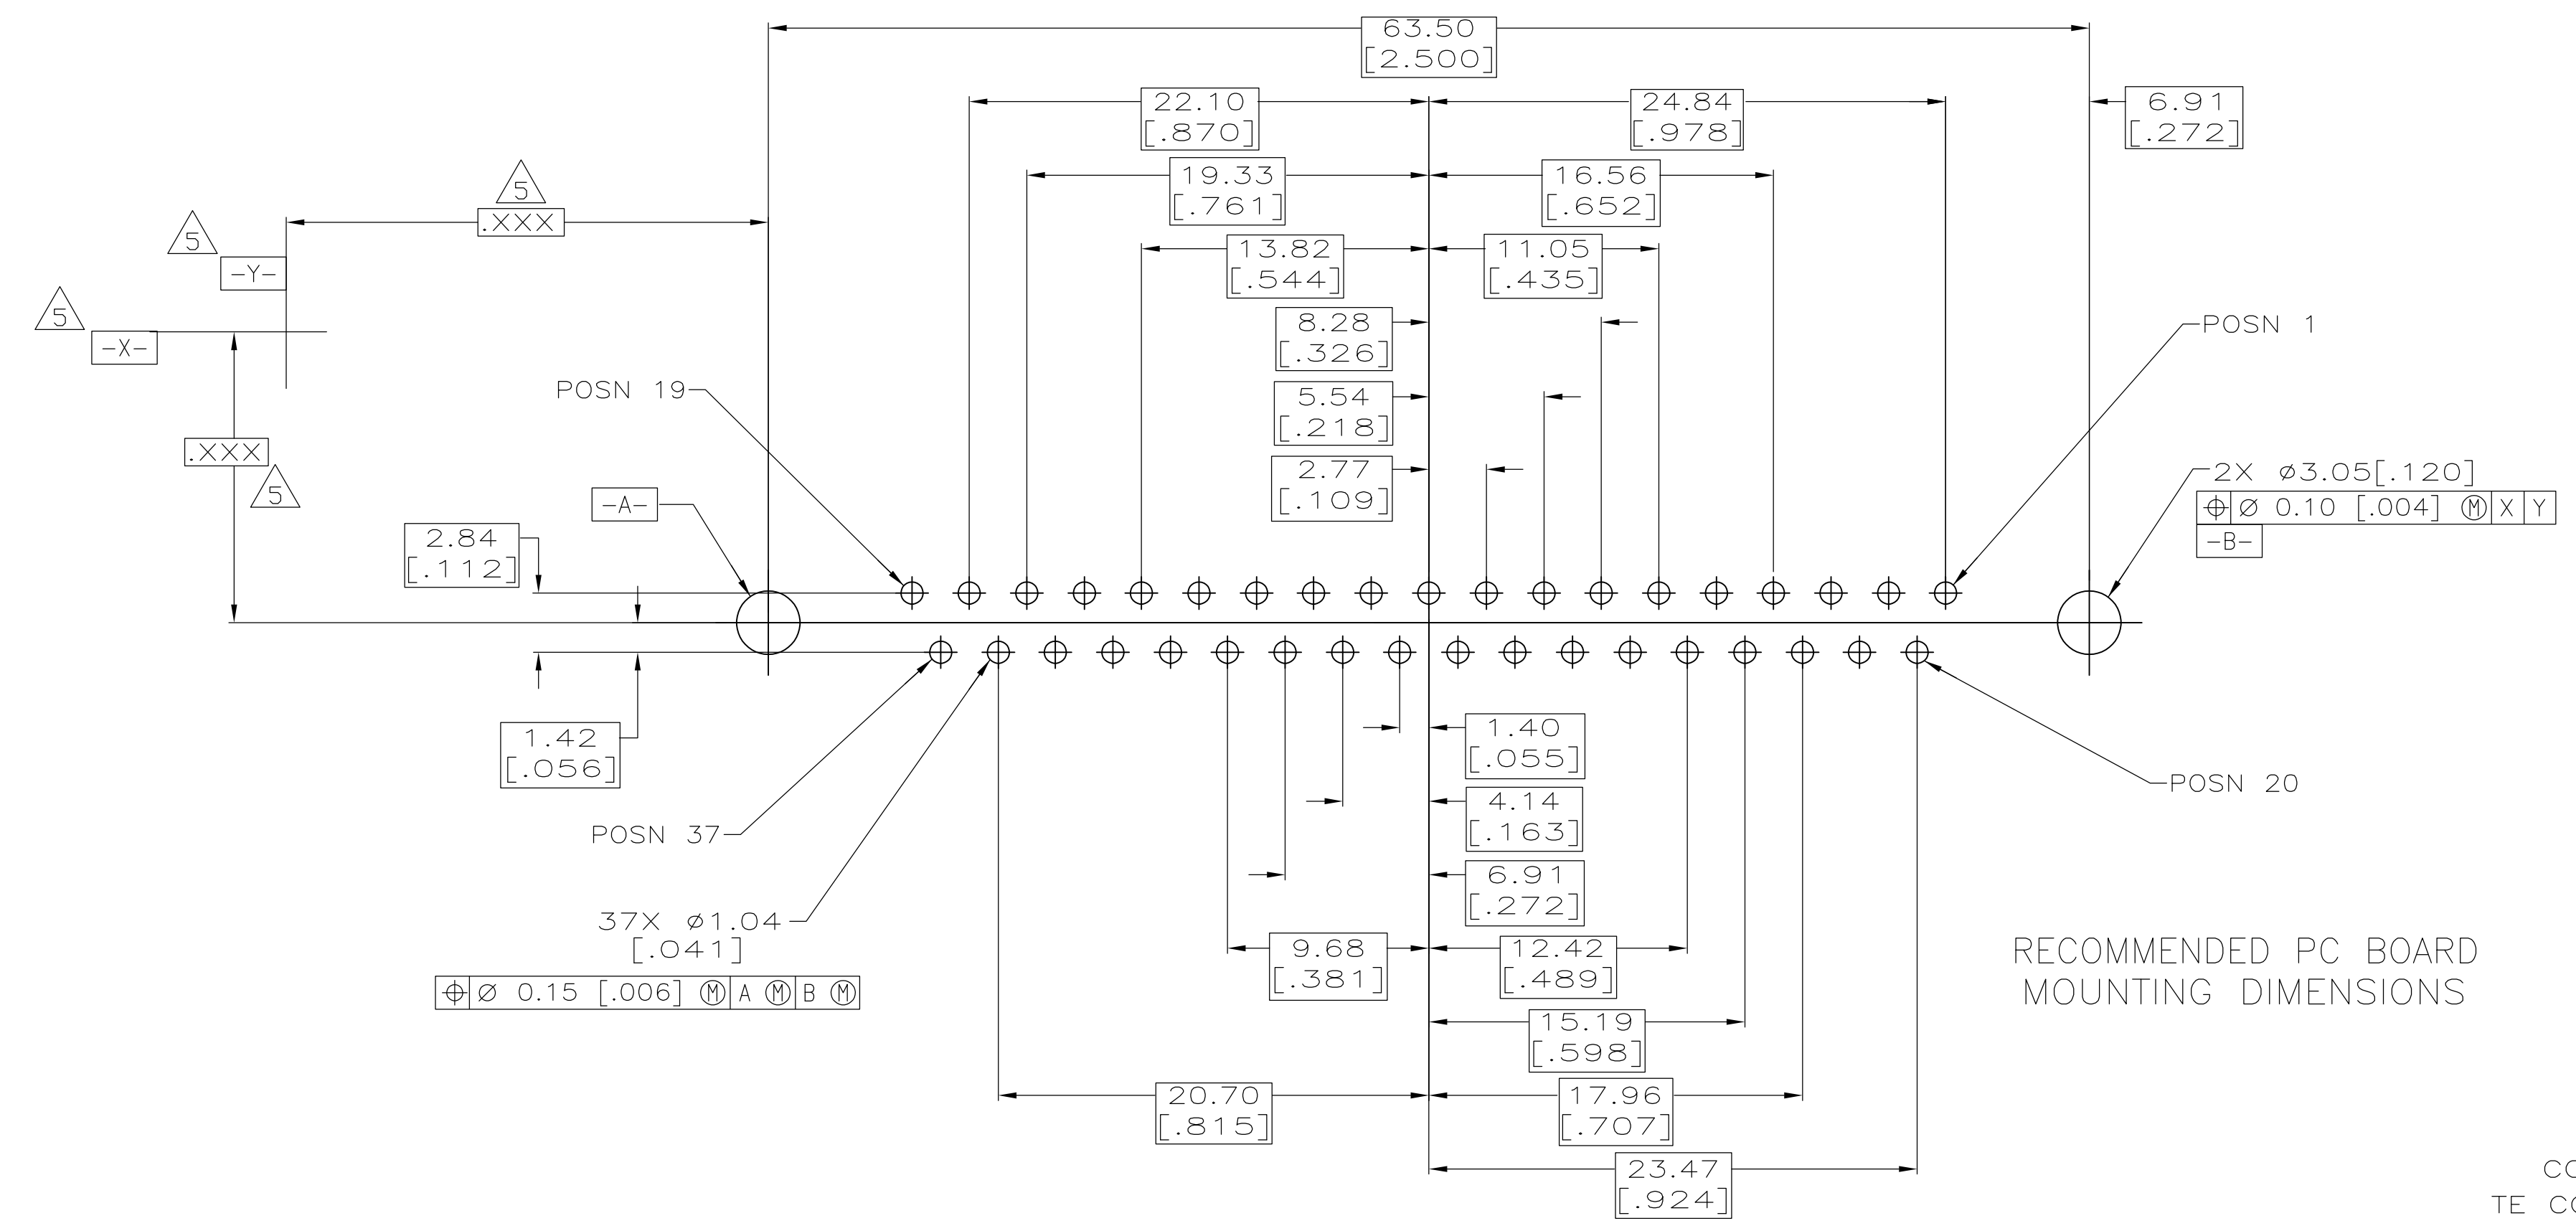 63.50
[2.500]
22.10
[.870]
24.84
[.978]
6.91
[.272]
5
.XXX
19.33
[.761]
16.56
[.652]
5
-Y-
13.82
[.544]
11.05
[.435]
5
-X-
8.28
[.326]
POSN 1
POSN 19
5.54
[.218]
.XXX
5
2.77
[.109]
2X ø3.05[.120]
⌖ Ø 0.10 [.004] Ⓜ X Y
-B-
-A-
2.84
[.112]
1.42
[.056]
1.40
[.055]
POSN 20
4.14
[.163]
POSN 37
6.91
[.272]
37X ø1.04
[.041]
⌖ Ø 0.15 [.006] Ⓜ A Ⓜ B Ⓜ
9.68
[.381]
12.42
[.489]
RECOMMENDED PC BOARD
MOUNTING DIMENSIONS
15.19
[.598]
20.70
[.815]
17.96
[.707]
23.47
[.924]
TE